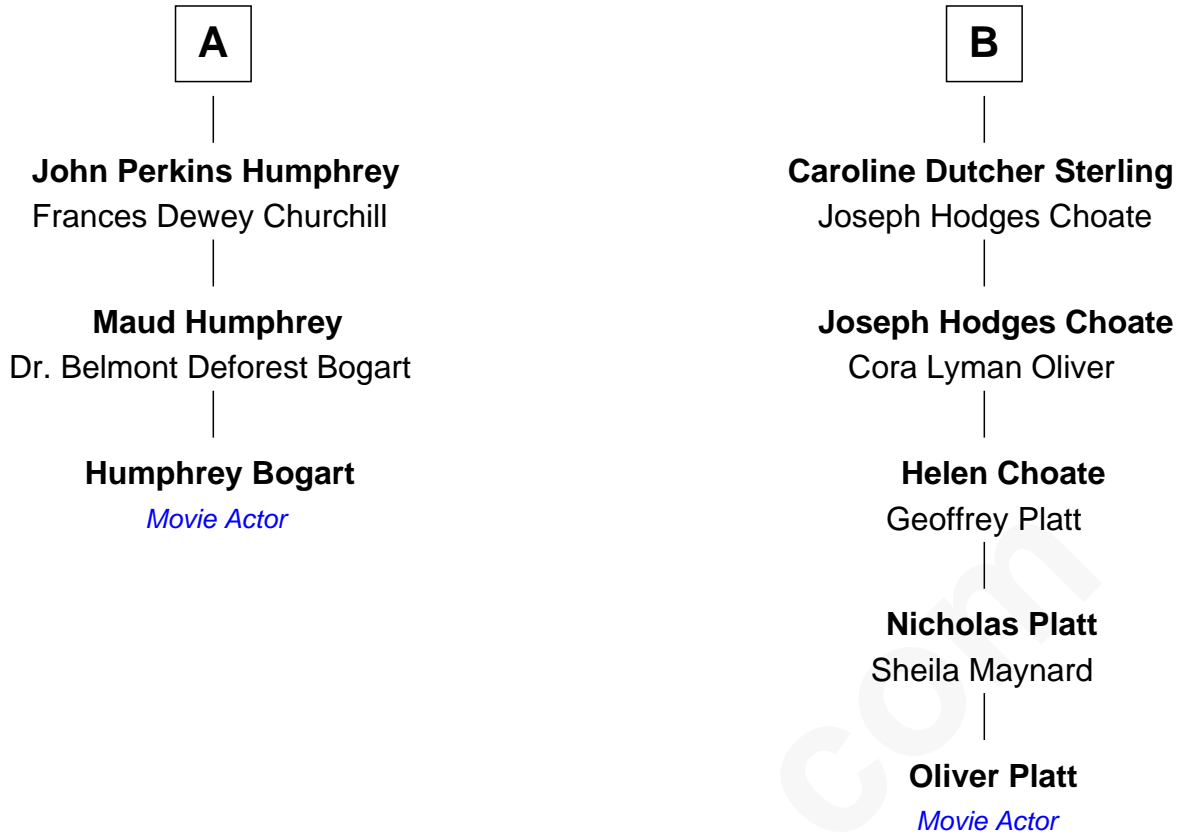 A
John Perkins Humphrey
Frances Dewey Churchill
Maud Humphrey
Dr. Belmont Deforest Bogart
Humphrey Bogart
Movie Actor
B
Caroline Dutcher Sterling
Joseph Hodges Choate
Joseph Hodges Choate
Cora Lyman Oliver
Helen Choate
Geoffrey Platt
Nicholas Platt
Sheila Maynard
Oliver Platt
Movie Actor
com